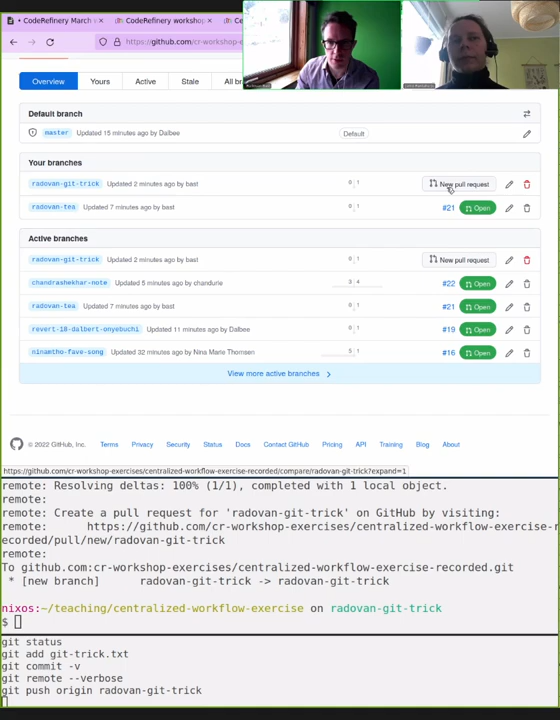 CodeRefinery March v
CodeRefinery workshop
Ce
https://github.com/cr-workshop-e
Overview
Yours
Active
Stale
All br
Default branch
master Updated 15 minutes ago by Dalbee Default
Your branches
radovan-git-trick Updated 2 minutes ago by bast 0 1 New pull request
radovan-tea Updated 7 minutes ago by bast 0 1 #21 Open
Active branches
radovan-git-trick Updated 2 minutes ago by bast 0 1 New pull request
chandrashekhar-note Updated 5 minutes ago by chandurie 3 4 #22 Open
radovan-tea Updated 7 minutes ago by bast 0 1 #21 Open
revert-18-dalbert-onyebuchi Updated 11 minutes ago by Dalbee 0 1 #19 Open
ninamtho-fave-song Updated 32 minutes ago by Nina Marie Thomsen 5 1 #16 Open
View more active branches
© 2022 GitHub, Inc. Terms Privacy Security Status Docs Contact GitHub Pricing API Training Blog About
https://github.com/cr-workshop-exercises/centralized-workflow-exercise-recorded/compare/radovan-git-trick?expand=1
remote: Resolving deltas: 100% (1/1), completed with 1 local object.
remote:
remote: Create a pull request for 'radovan-git-trick' on GitHub by visiting:
remote: https://github.com/cr-workshop-exercises/centralized-workflow-exercise-r
ecorded/pull/new/radovan-git-trick
remote:
To github.com:cr-workshop-exercises/centralized-workflow-exercise-recorded.git
* [new branch] radovan-git-trick -> radovan-git-trick
nixos:~/teaching/centralized-workflow-exercise on radovan-git-trick
$
git status
git add git-trick.txt
git commit -v
git remote --verbose
git push origin radovan-git-trick